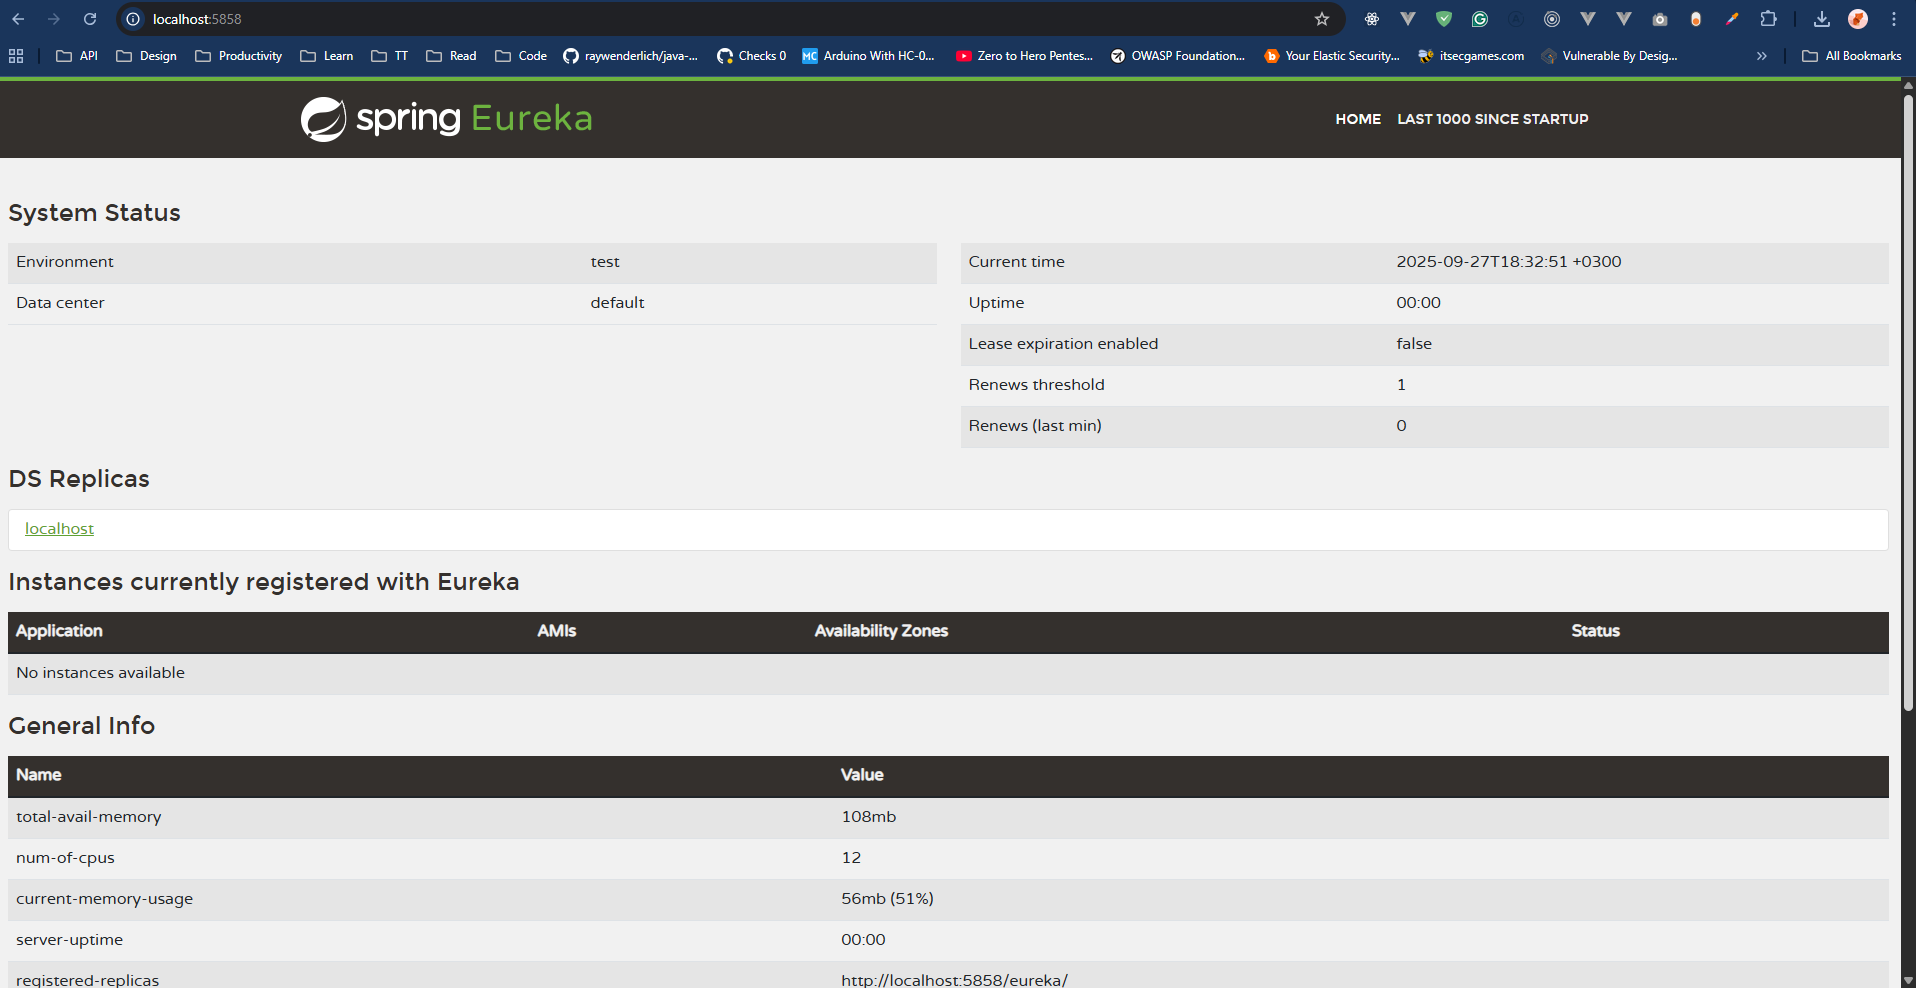 localhost:5858
API Design Productivity Learn TT Read Code raywenderlich/java-... Checks 0 MC Arduino With HC-0... Zero to Hero Pentes... OWASP Foundation... Your Elastic Security... itsecgames.com Vulnerable By Desig... » All Bookmarks
spring Eureka HOME LAST 1000 SINCE STARTUP
System Status
Environment test
Data center default
Current time 2025-09-27T18:32:51 +0300
Uptime 00:00
Lease expiration enabled false
Renews threshold 1
Renews (last min) 0
DS Replicas
localhost
Instances currently registered with Eureka
Application AMIs Availability Zones Status
No instances available
General Info
Name Value
total-avail-memory 108mb
num-of-cpus 12
current-memory-usage 56mb (51%)
server-uptime 00:00
registered-replicas http://localhost:5858/eureka/